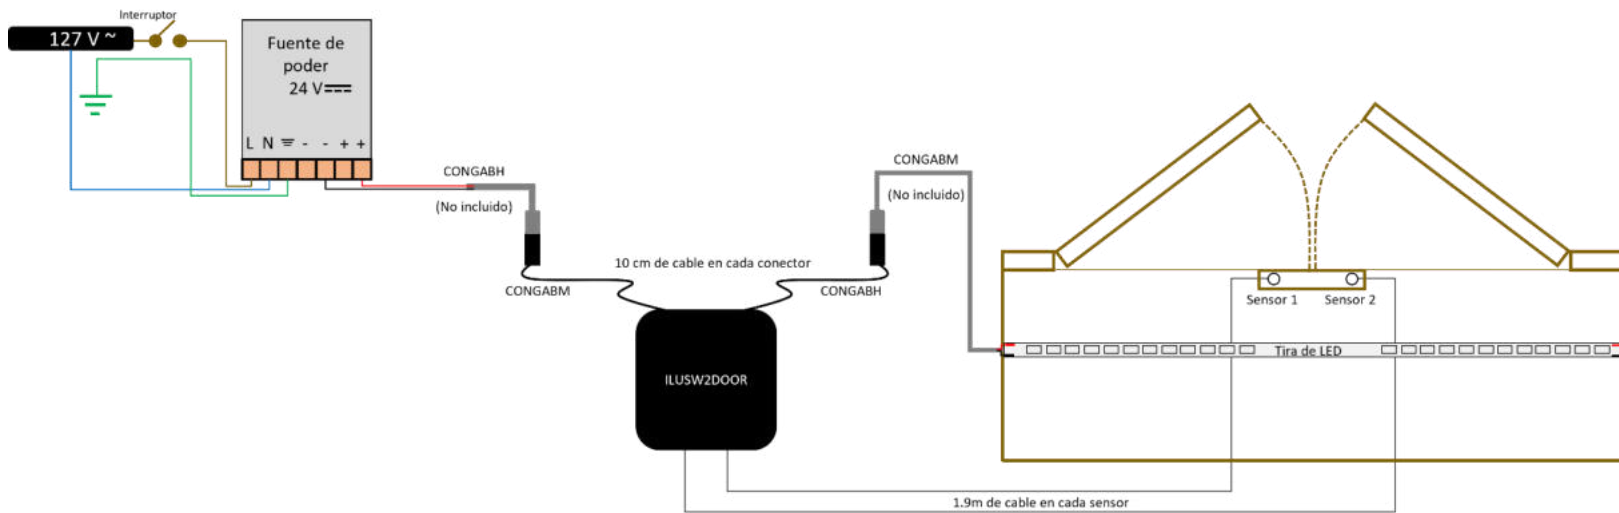 Interruptor
127 V ~
Fuente de
poder
24 V
L N - - + +
CONGABH
(No incluido)
CONGABM
(No incluido)
10 cm de cable en cada conector
CONGABM
CONGABH
Sensor 1
Sensor 2
Tira de LED
ILUSW2DOOR
1.9m de cable en cada sensor